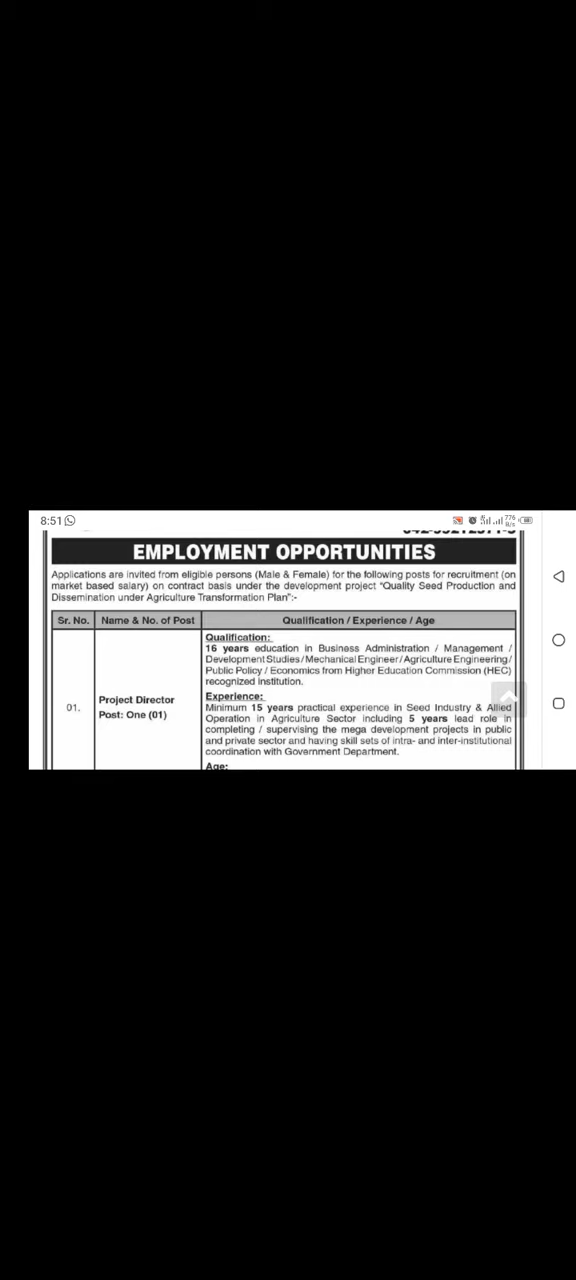 8:51
776
B/s
EMPLOYMENT OPPORTUNITIES
Applications are invited from eligible persons (Male & Female) for the following posts for recruitment (on
market based salary) on contract basis under the development project "Quality Seed Production and
Dissemination under Agriculture Transformation Plan":-
Sr. No. Name & No. of Post Qualification / Experience / Age
Qualification:
16 years education in Business Administration / Management /
Development Studies / Mechanical Engineer / Agriculture Engineering /
Public Policy / Economics from Higher Education Commission (HEC)
recognized institution.
01.
Project Director
Post: One (01)
Experience:
Minimum 15 years practical experience in Seed Industry & Allied
Operation in Agriculture Sector including 5 years lead role in
completing / supervising the mega development projects in public
and private sector and having skill sets of intra- and inter-institutional
coordination with Government Department.
Age: